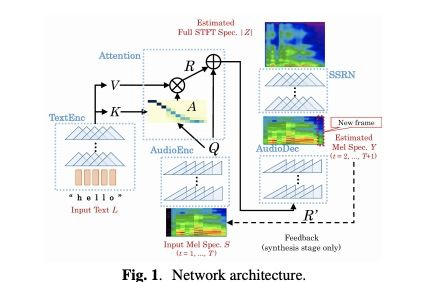 Estimated
Full STFT Spec. |Z|
Attention
R
SSRN
V
K
A
TextEnc
New frame
Estimated
Mel Spec. Y
(t=2, ..., T+1)
AudioEnc
Q
AudioDec
"hello"
Input Text L
R'
Input Mel Spec. S
(t=1, ..., T)
Feedback
(synthesis stage only)
Fig. 1. Network architecture.